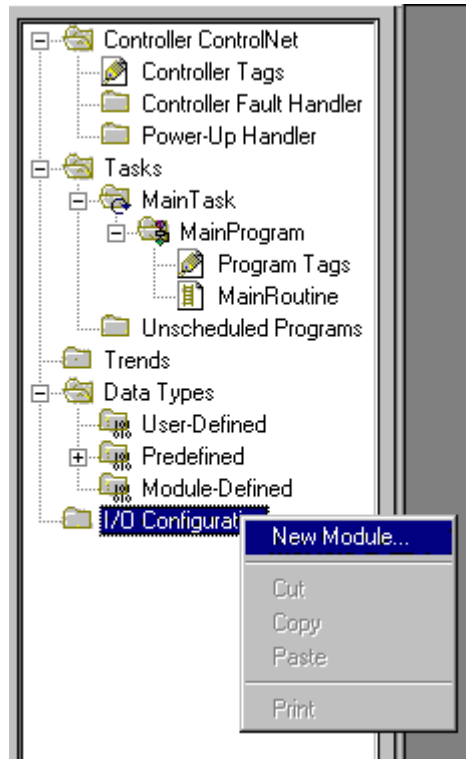 Controller ControlNet
Controller Tags
Controller Fault Handler
Power-Up Handler
Tasks
MainTask
MainProgram
Program Tags
MainRoutine
Unscheduled Programs
Trends
Data Types
User-Defined
Predefined
Module-Defined
I/O Configurati
New Module...
Cut
Copy
Paste
Print